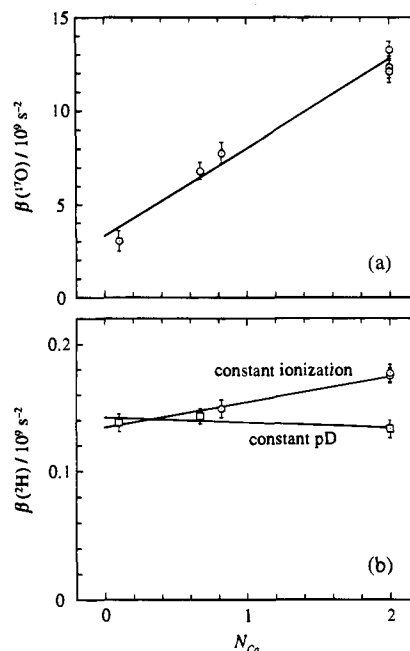 15
10
5
0
β(¹⁷O) / 10⁹ s⁻²
(a)
0.2
0.1
0
β(²H) / 10⁹ s⁻²
constant ionization
constant pD
(b)
0
1
2
N_Ca